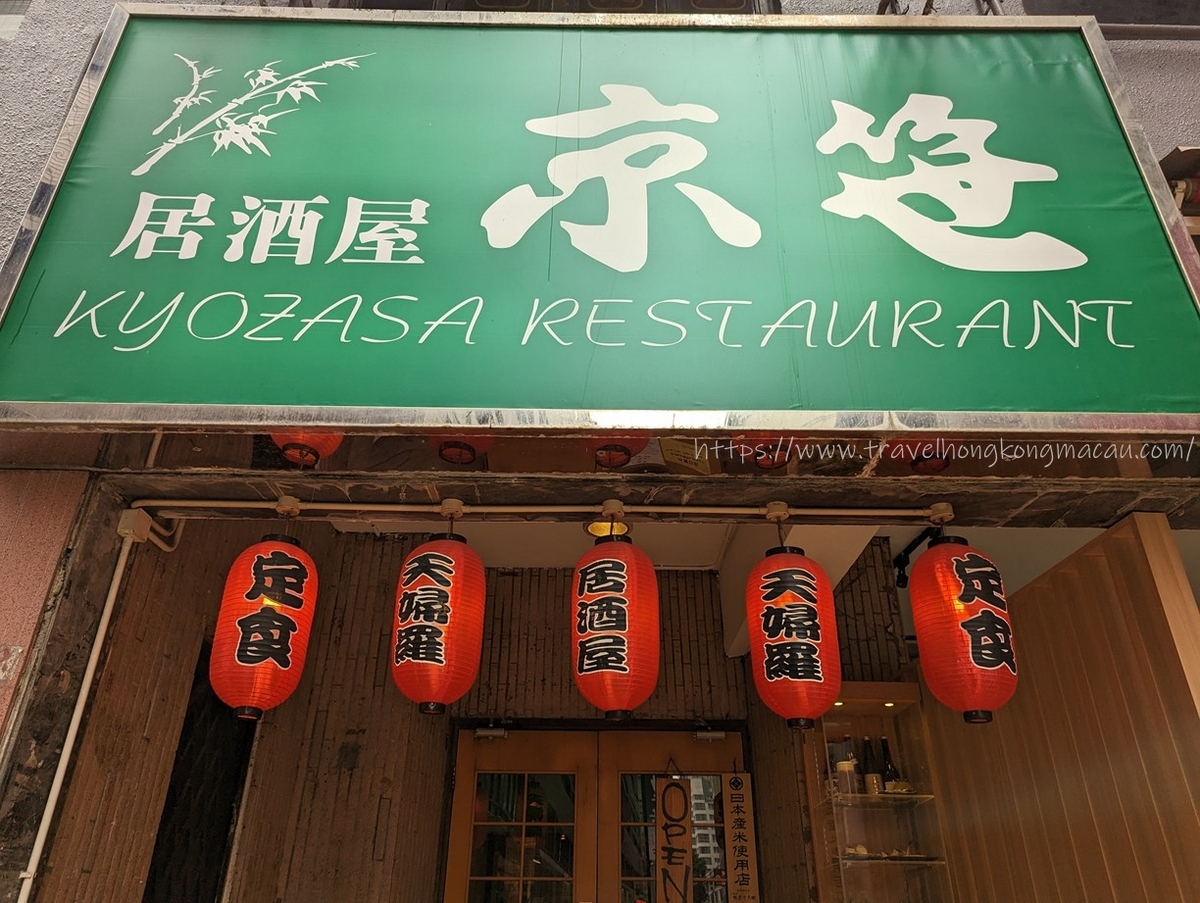 京笹
居酒屋
KYOZASA RESTAURANT
https://www.travelhongkongmacau.com/
定食
天婦羅
居酒屋
天婦羅
定食
OPEN
日本産米使用店